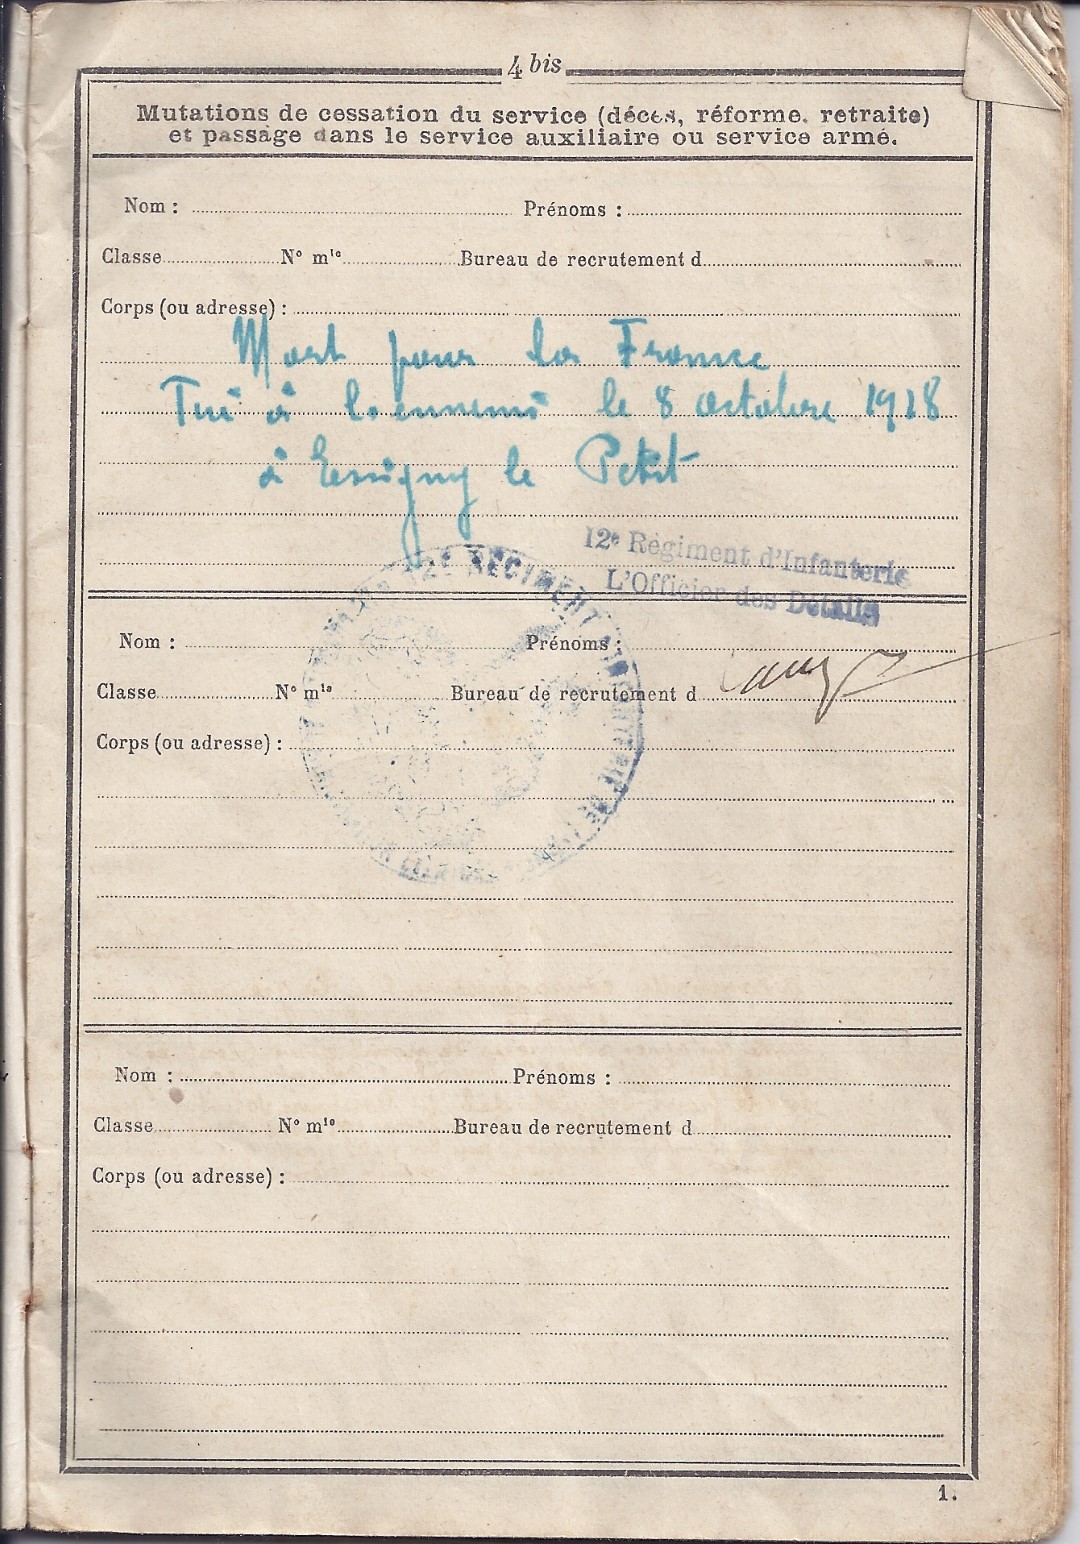 4 bis
Mutations de cessation du service (décès, réforme, retraite)
et passage dans le service auxiliaire ou service armé.
Nom : Prénoms :
Classe N° mle Bureau de recrutement d
Corps (ou adresse) :
Mort pour la France
Tué à l'ennemi le 8 octobre 1918
à Essigny le Petit
12e Régiment d'Infanterie
L'Officier des Détails
12E REGIMENT D'INFANTERIE
Nom : Prénoms :
Classe N° mle Bureau de recrutement d
Corps (ou adresse) :
Nom : Prénoms :
Classe N° mle Bureau de recrutement d
Corps (ou adresse) :
1.